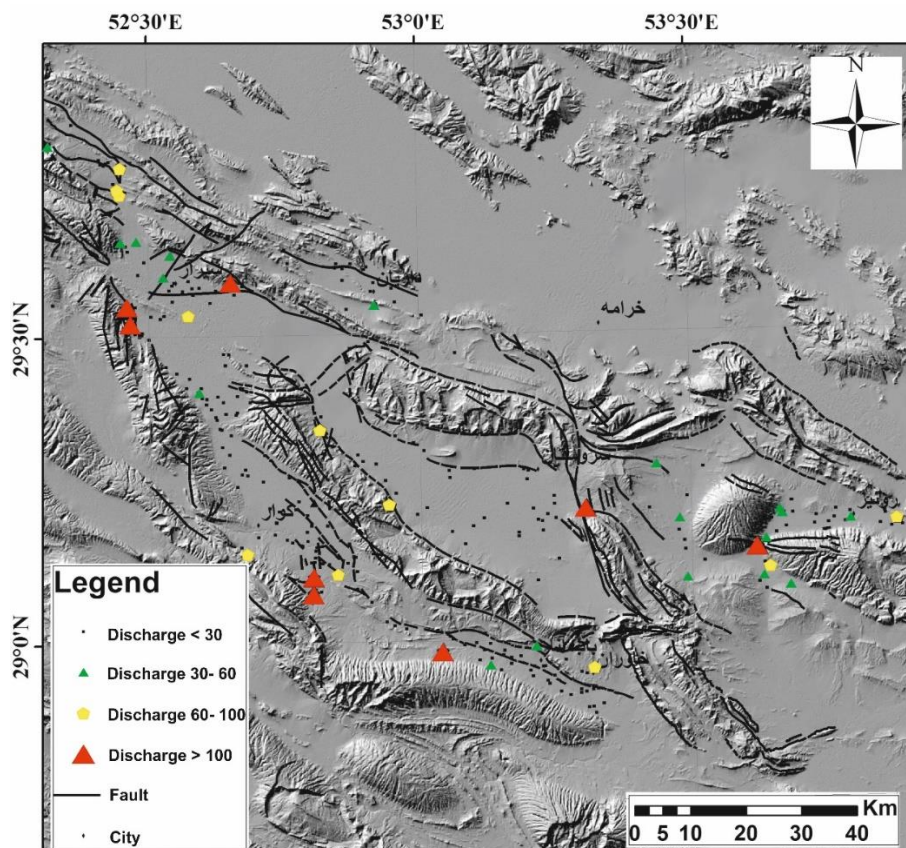 52°30'E
53°00'E
53°30'E
N
خرامه
29°30'N
29°0'N
Legend
Discharge < 30
Discharge 30- 60
Discharge 60- 100
Discharge > 100
Fault
City
Km
0 5 10 20 30 40